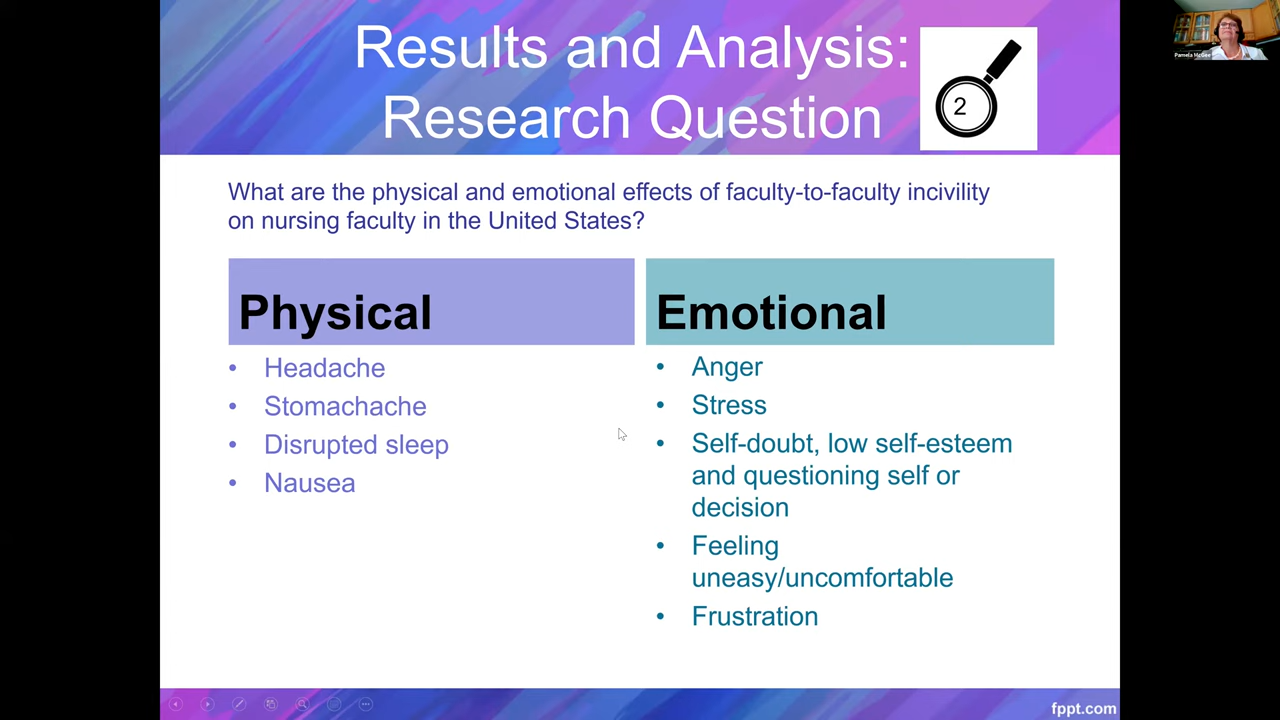 Results and Analysis:
Research Question
2
Pamela McGee
What are the physical and emotional effects of faculty-to-faculty incivility
on nursing faculty in the United States?
Physical
Emotional
• Headache
• Stomachache
• Disrupted sleep
• Nausea
• Anger
• Stress
• Self-doubt, low self-esteem
and questioning self or
decision
• Feeling
uneasy/uncomfortable
• Frustration
fppt.com